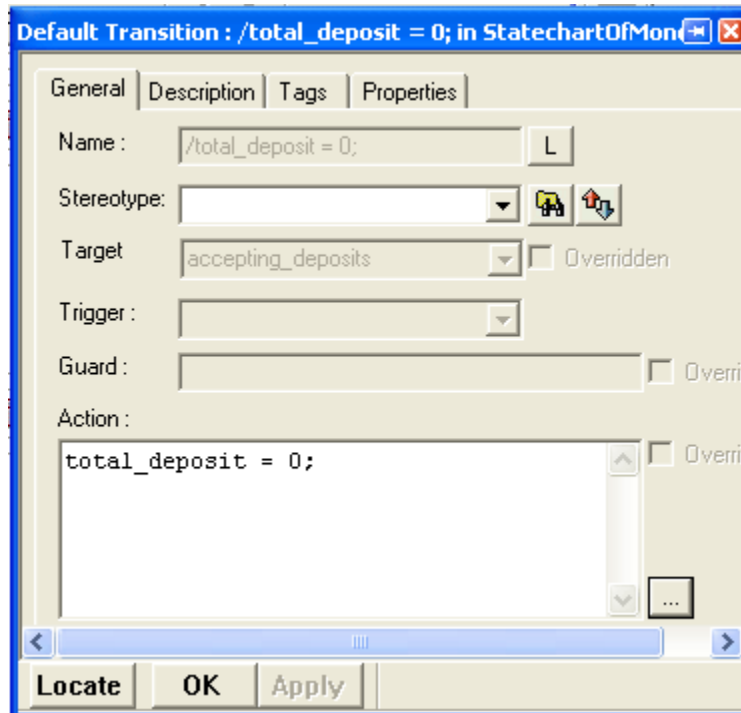 Default Transition : /total_deposit = 0; in StatechartOfMon
General Description Tags Properties
Name : /total_deposit = 0; L
Stereotype:
Target accepting_deposits Overridden
Trigger :
Guard : Overri
Action : 
total_deposit = 0; Overri
...
Locate OK Apply